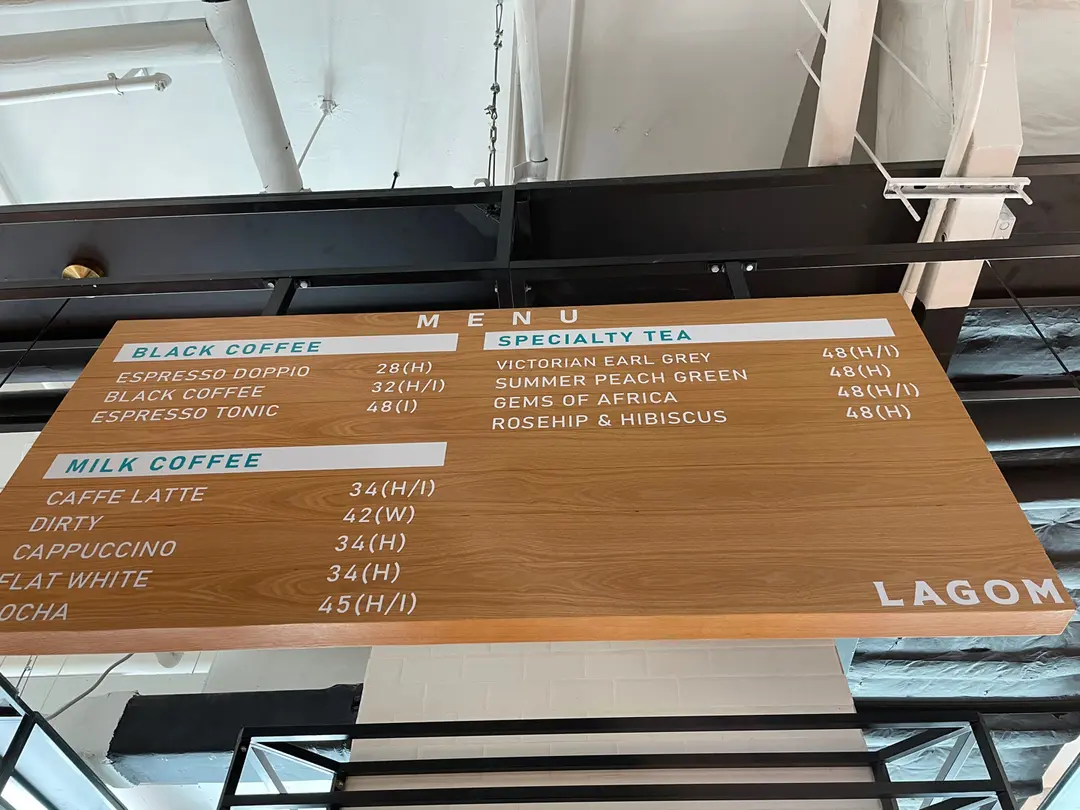 MENU
BLACK COFFEE
ESPRESSO DOPPIO 28(H)
BLACK COFFEE 32(H/I)
ESPRESSO TONIC 48(I)
MILK COFFEE
CAFFE LATTE 34(H/I)
DIRTY 42(W)
CAPPUCCINO 34(H)
FLAT WHITE 34(H)
OCHA 45(H/I)
SPECIALTY TEA
VICTORIAN EARL GREY 48(H/I)
SUMMER PEACH GREEN 48(H)
GEMS OF AFRICA 48(H/I)
ROSEHIP & HIBISCUS 48(H)
LAGOM